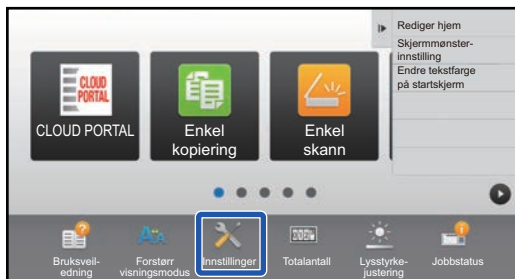 Rediger hjem
Skjermmønster-
innstilling
Endre tekstfarge
på startskjerm
CLOUD
PORTAL
CLOUD PORTAL
Enkel
kopiering
Enkel
skann
Bruksveil-
edning
Forstørr
visningsmodus
Innstillinger
Totalantall
Lysstyrke-
justering
Jobbstatus